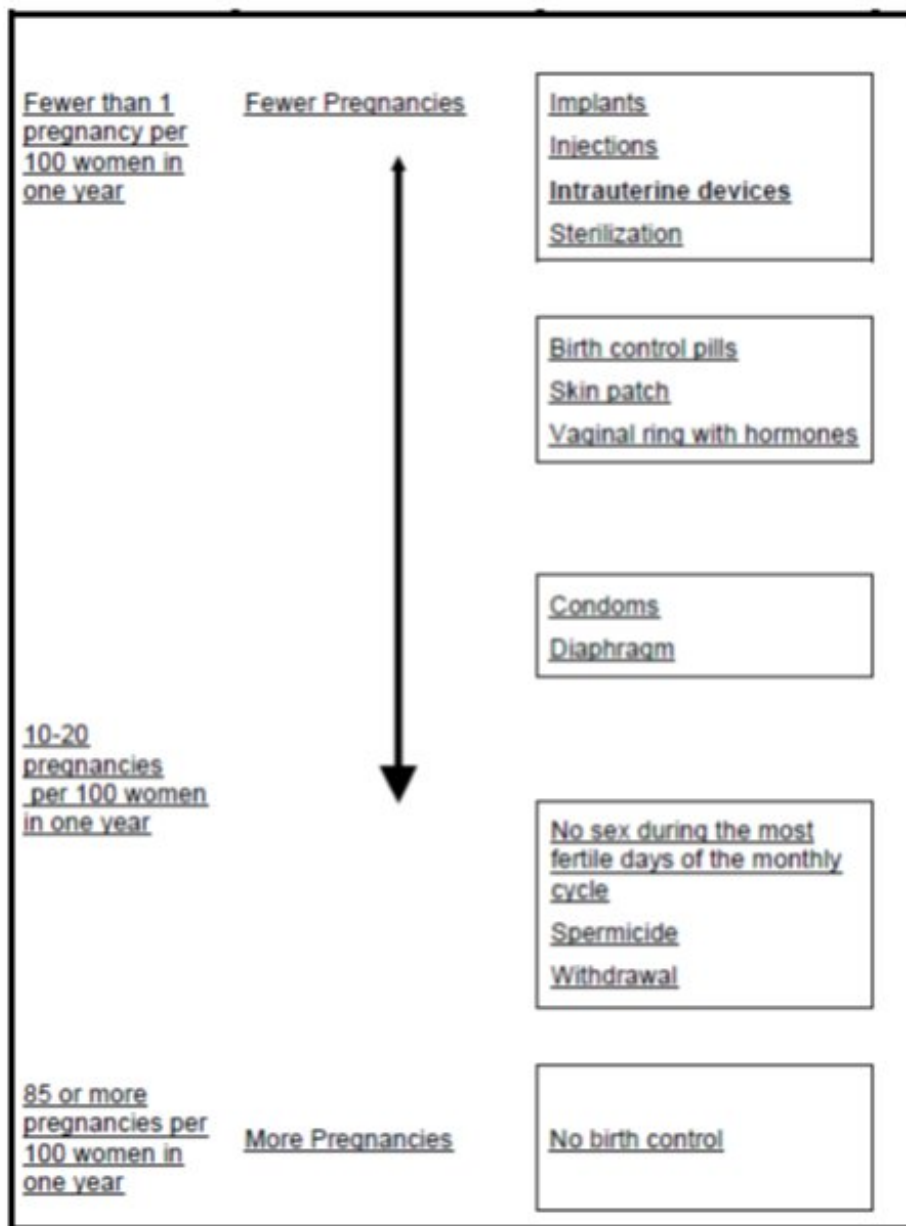 Fewer than 1
pregnancy per
100 women in
one year
Fewer Pregnancies
Implants
Injections
Intrauterine devices
Sterilization
Birth control pills
Skin patch
Vaginal ring with hormones
Condoms
Diaphragm
10-20
pregnancies
per 100 women
in one year
No sex during the most
fertile days of the monthly
cycle
Spermicide
Withdrawal
85 or more
pregnancies per
100 women in
one year
More Pregnancies
No birth control